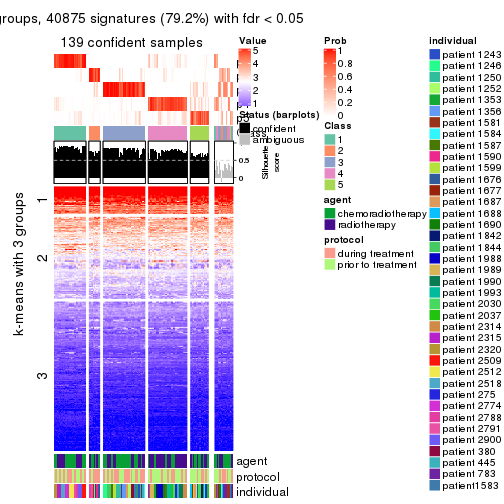 groups, 40875 signatures (79.2%) with fdr < 0.05
139 confident samples
k-means with 3 groups
1
2
3
Class
1
0.5
0
Silhouette
score
agent
protocol
individual
Value
5
4
3
2
1
Status (barplots)
confident
ambiguous
Prob
1
0.8
0.6
0.4
0.2
0
Class
1
2
3
4
5
agent
chemoradiotherapy
radiotherapy
protocol
during treatment
prior to treatment
individual
patient 1243
patient 1246
patient 1250
patient 1252
patient 1353
patient 1356
patient 1581
patient 1584
patient 1587
patient 1590
patient 1599
patient 1676
patient 1677
patient 1687
patient 1688
patient 1690
patient 1842
patient 1844
patient 1988
patient 1989
patient 1990
patient 1993
patient 2030
patient 2037
patient 2314
patient 2315
patient 2320
patient 2509
patient 2512
patient 2518
patient 275
patient 2774
patient 2788
patient 2791
patient 2900
patient 380
patient 445
patient 783
patient1583